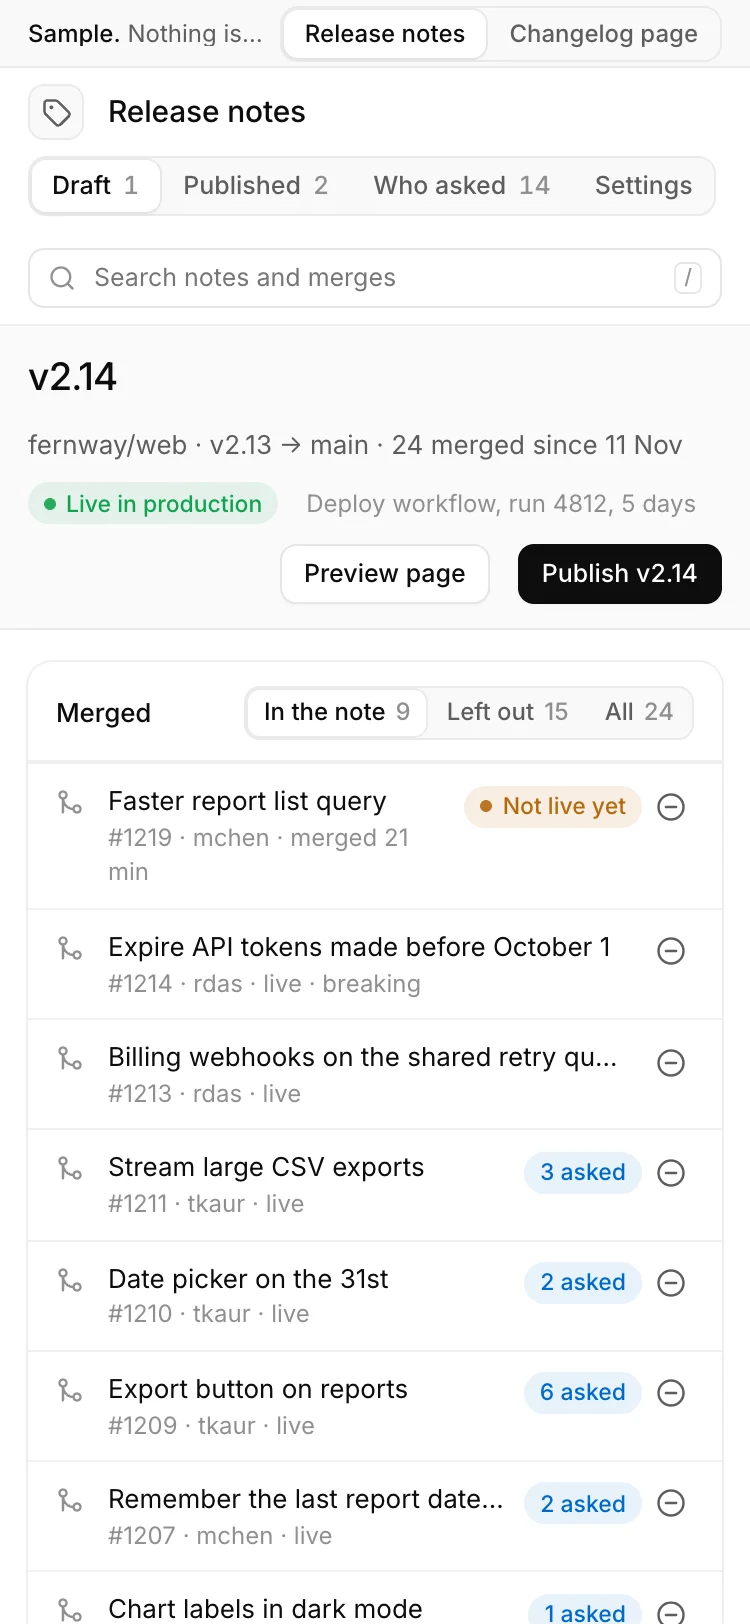 Sample. Nothing is... Release notes Changelog page
Release notes
Draft 1 Published 2 Who asked 14 Settings
Search notes and merges /
v2.14
fernway/web · v2.13 → main · 24 merged since 11 Nov
Live in production Deploy workflow, run 4812, 5 days
Preview page Publish v2.14
Merged In the note 9 Left out 15 All 24
Faster report list query Not live yet
#1219 · mchen · merged 21
min
Expire API tokens made before October 1
#1214 · rdas · live · breaking
Billing webhooks on the shared retry qu...
#1213 · rdas · live
Stream large CSV exports 3 asked
#1211 · tkaur · live
Date picker on the 31st 2 asked
#1210 · tkaur · live
Export button on reports 6 asked
#1209 · tkaur · live
Remember the last report date... 2 asked
#1207 · mchen · live
Chart labels in dark mode 1 asked